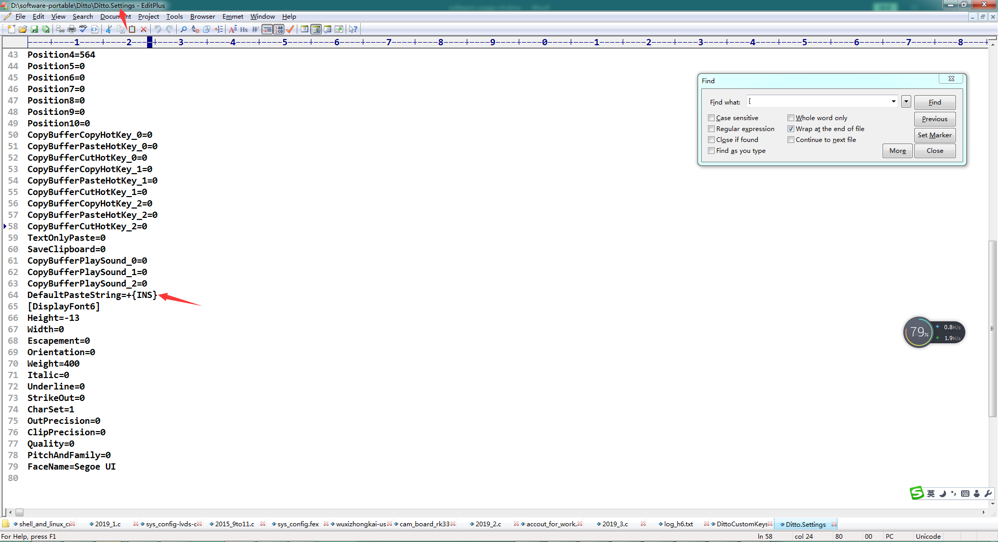 D:\software-portable\Ditto\Ditto.Settings - EditPlus
File Edit View Search Document Project Tools Browser Emmet Window Help
43 Position4=564
44 Position5=0
45 Position6=0
46 Position7=0
47 Position8=0
48 Position9=0
49 Position10=0
50 CopyBufferCopyHotKey_0=0
51 CopyBufferPasteHotKey_0=0
52 CopyBufferCutHotKey_0=0
53 CopyBufferCopyHotKey_1=0
54 CopyBufferPasteHotKey_1=0
55 CopyBufferCutHotKey_1=0
56 CopyBufferCopyHotKey_2=0
57 CopyBufferPasteHotKey_2=0
58 CopyBufferCutHotKey_2=0
59 TextOnlyPaste=0
60 SaveClipboard=0
61 CopyBufferPlaySound_0=0
62 CopyBufferPlaySound_1=0
63 CopyBufferPlaySound_2=0
64 DefaultPasteString=+{INS}
65 [DisplayFont6]
66 Height=-13
67 Width=0
68 Escapement=0
69 Orientation=0
70 Weight=400
71 Italic=0
72 Underline=0
73 StrikeOut=0
74 CharSet=1
75 OutPrecision=0
76 ClipPrecision=0
77 Quality=0
78 PitchAndFamily=0
79 FaceName=Segoe UI
80
Find
Find what:
Find
Case sensitive
Whole word only
Previous
Regular expression
Wrap at the end of file
Set Marker
Close if found
Continue to next file
Find as you type
More
Close
79%
0.8K/s
1.9K/s
英
shell_and_linux_c 2019_1.c sys_config-lvds-c 2015_9to11.c sys_config.fex wuxizhongkai-us cam_board_rk33 2019_2.c accout_for_work. 2019_3.c log_h6.txt DittoCustomKeys Ditto.Settings
For Help, press F1
ln 58 col 24 80 00 PC Unicode